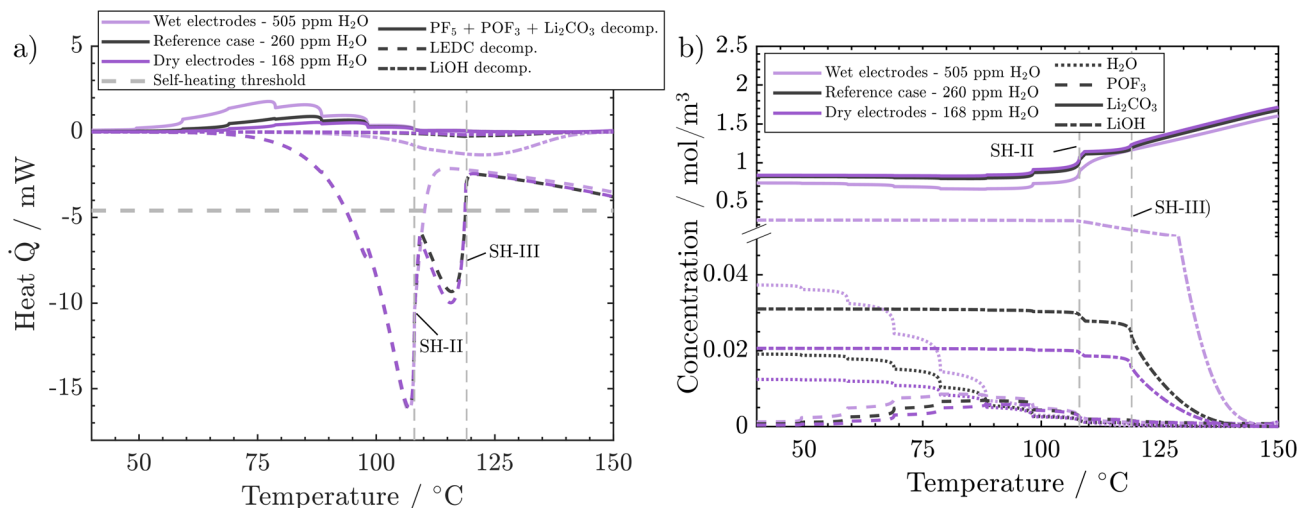 a)
Wet electrodes - 505 ppm H₂O
Reference case - 260 ppm H₂O
Dry electrodes - 168 ppm H₂O
Self-heating threshold
PF₅ + POF₃ + Li₂CO₃ decomp.
LEDC decomp.
LiOH decomp.
5
0
-5
-10
-15
Heat Q̇ / mW
SH-III
SH-II
50
75
100
125
150
Temperature / °C
b)
Wet electrodes - 505 ppm H₂O
Reference case - 260 ppm H₂O
Dry electrodes - 168 ppm H₂O
H₂O
POF₃
Li₂CO₃
LiOH
2.5
2
1.5
1
0.5
0.04
0.02
0
Concentration / mol/m³
SH-II
SH-III)
50
75
100
125
150
Temperature / °C